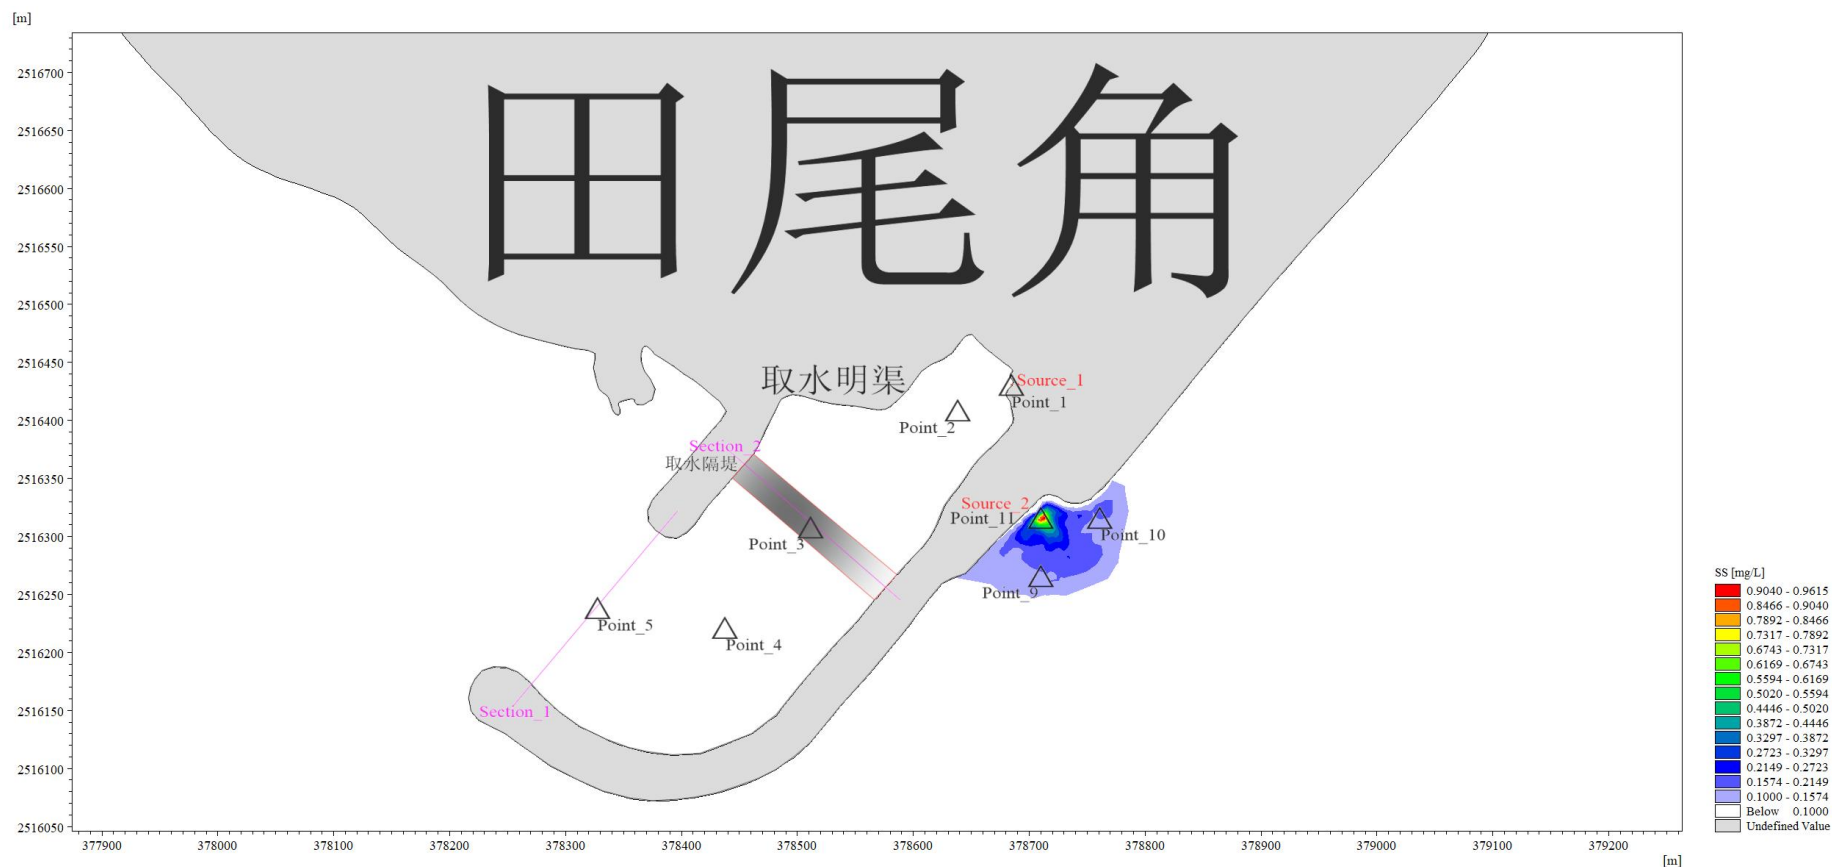 [m]
2516700
2516650
2516600
2516550
2516500
2516450
2516400
2516350
2516300
2516250
2516200
2516150
2516100
2516050
田尾角
取水明渠
Source_1
Point_1
Point_2
Section_2
取水隔堤
Source_2
Point_11
Point_10
Point_3
Point_9
Point_5
Point_4
Section_1
SS [mg/L]
0.9040 - 0.9615
0.8466 - 0.9040
0.7892 - 0.8466
0.7317 - 0.7892
0.6743 - 0.7317
0.6169 - 0.6743
0.5594 - 0.6169
0.5020 - 0.5594
0.4446 - 0.5020
0.3872 - 0.4446
0.3297 - 0.3872
0.2723 - 0.3297
0.2149 - 0.2723
0.1574 - 0.2149
0.1000 - 0.1574
Below 0.1000
Undefined Value
377900 378000 378100 378200 378300 378400 378500 378600 378700 378800 378900 379000 379100 379200
[m]